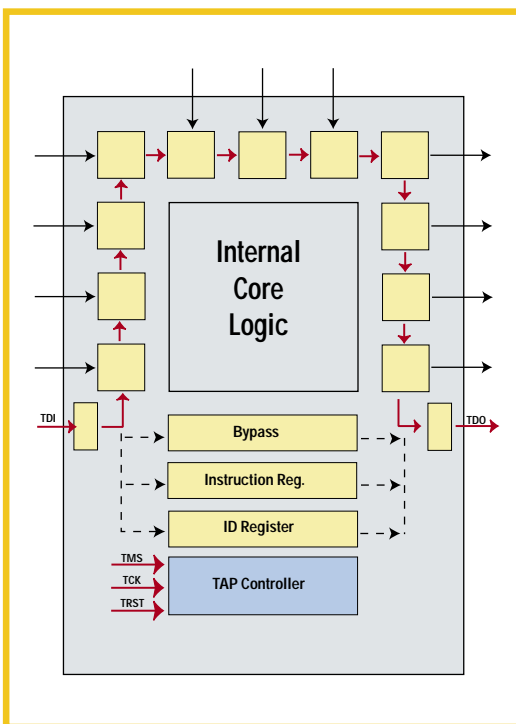 Internal
Core
Logic
TDI
TDO
Bypass
Instruction Reg.
ID Register
TMS
TCK
TRST
TAP Controller